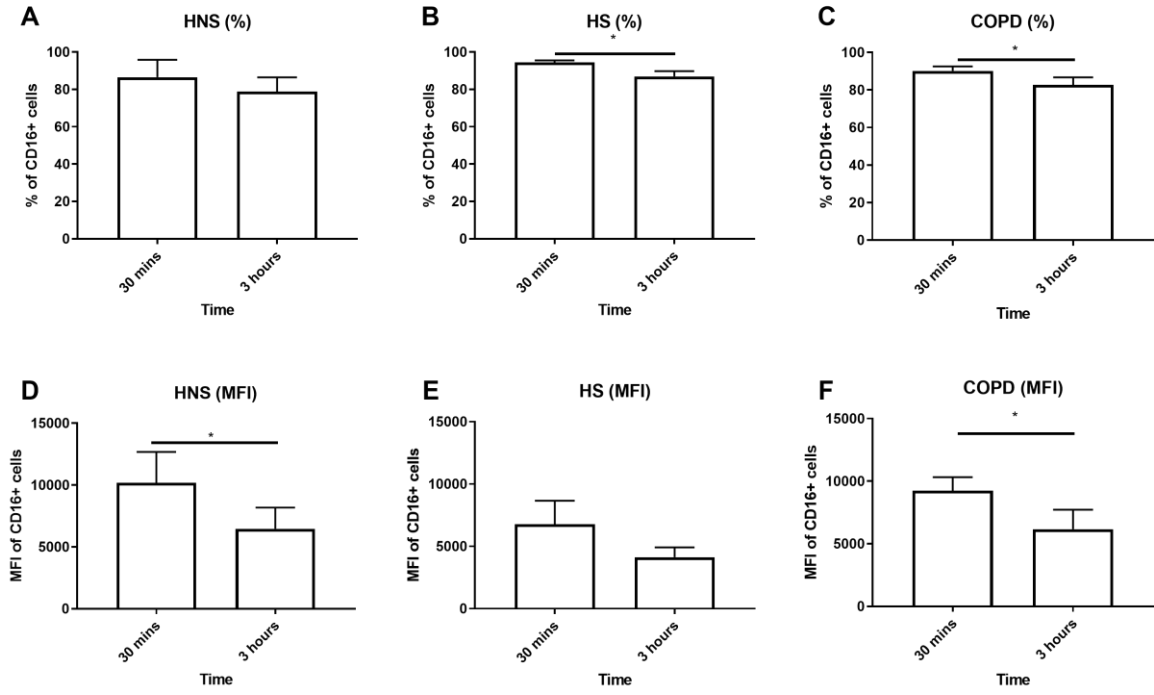 A
HNS (%)
% of CD16+ cells
100
80
60
40
20
0
30 mins
3 hours
Time
B
HS (%)
*
% of CD16+ cells
100
80
60
40
20
0
30 mins
3 hours
Time
C
COPD (%)
*
% of CD16+ cells
100
80
60
40
20
0
30 mins
3 hours
Time
D
HNS (MFI)
*
MFI of CD16+ cells
15000
10000
5000
0
30 mins
3 hours
Time
E
HS (MFI)
MFI of CD16+ cells
15000
10000
5000
0
30 mins
3 hours
Time
F
COPD (MFI)
*
MFI of CD16+ cells
15000
10000
5000
0
30 mins
3 hours
Time